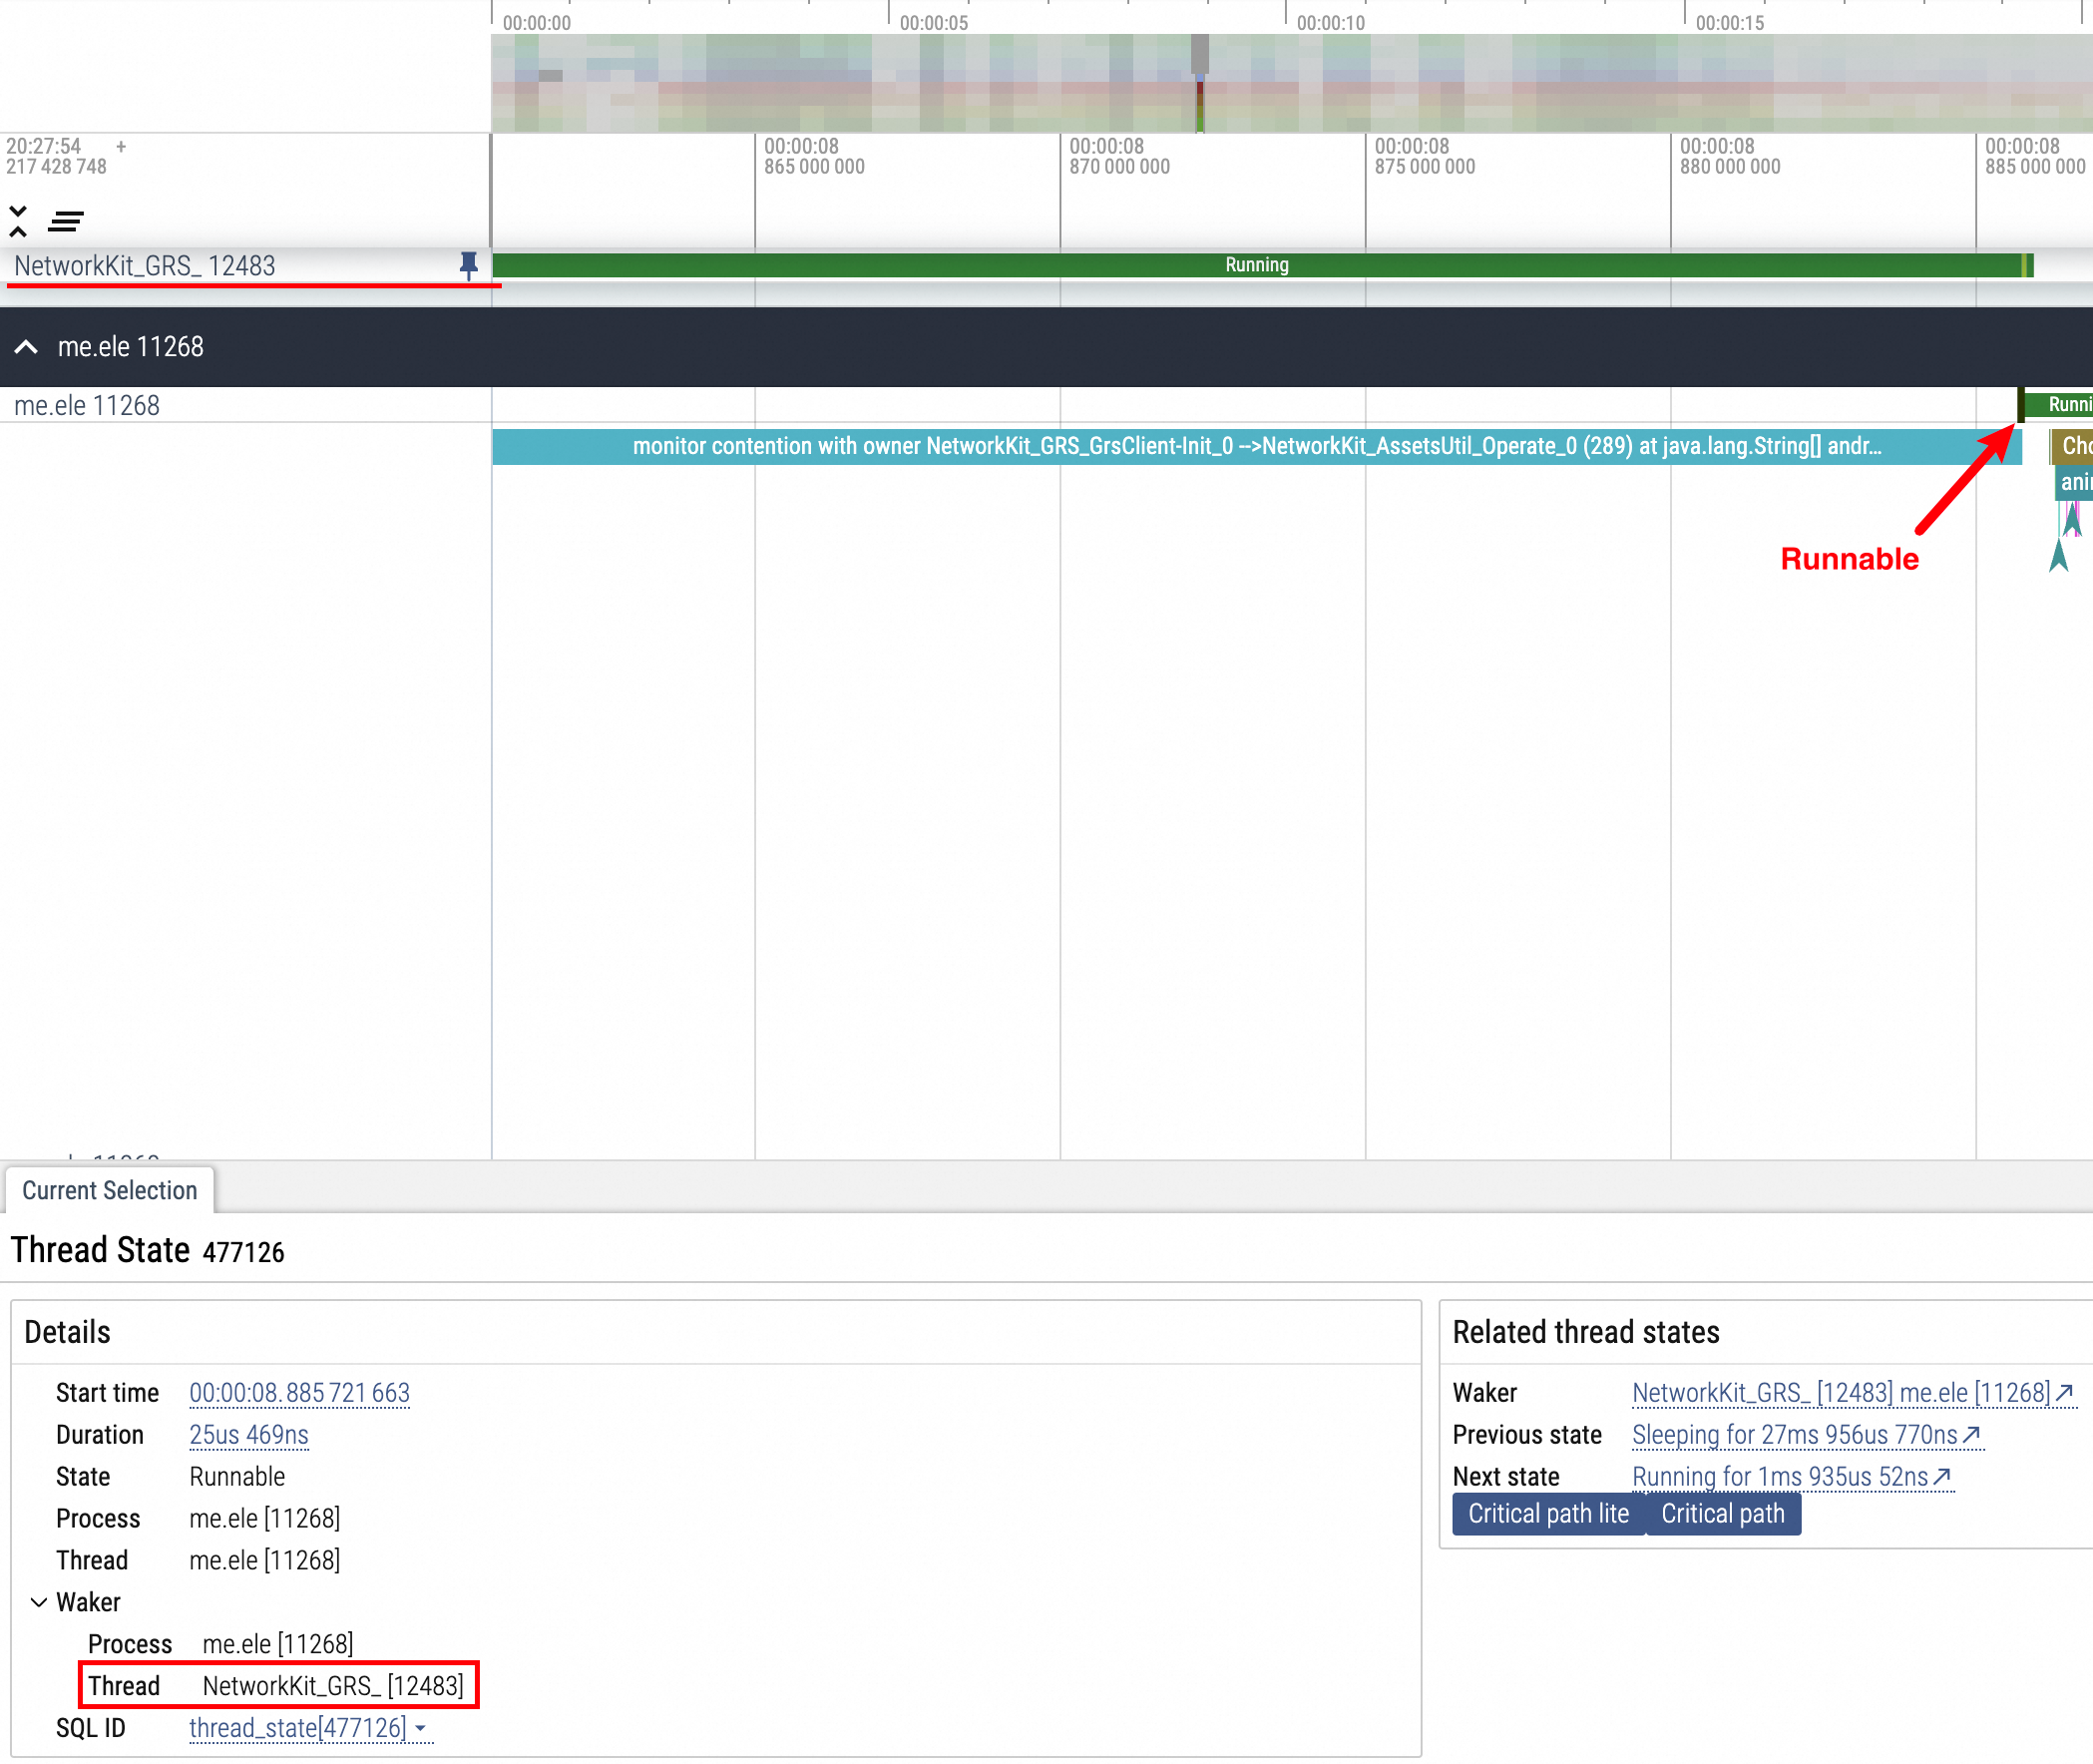 00:00:00 00:00:05 00:00:10 00:00:15
20:27:54 + 00:00:08 00:00:08 00:00:08 00:00:08 00:00:08
217 428 748 865 000 000 870 000 000 875 000 000 880 000 000 885 000 000
NetworkKit_GRS_ 12483 Running
me.ele 11268
me.ele 11268 Runni
monitor contention with owner NetworkKit_GRS_GrsClient-Init_0 -->NetworkKit_AssetsUtil_Operate_0 (289) at java.lang.String[] andr... Cho
ani
Runnable
Current Selection
Thread State 477126
Details
Start time 00:00:08.885 721 663
Duration 25us 469ns
State Runnable
Process me.ele [11268]
Thread me.ele [11268]
Waker
Process me.ele [11268]
Thread NetworkKit_GRS_ [12483]
SQL ID thread_state[477126]
Related thread states
Waker NetworkKit_GRS_ [12483] me.ele [11268]
Previous state Sleeping for 27ms 956us 770ns
Next state Running for 1ms 935us 52ns
Critical path lite Critical path